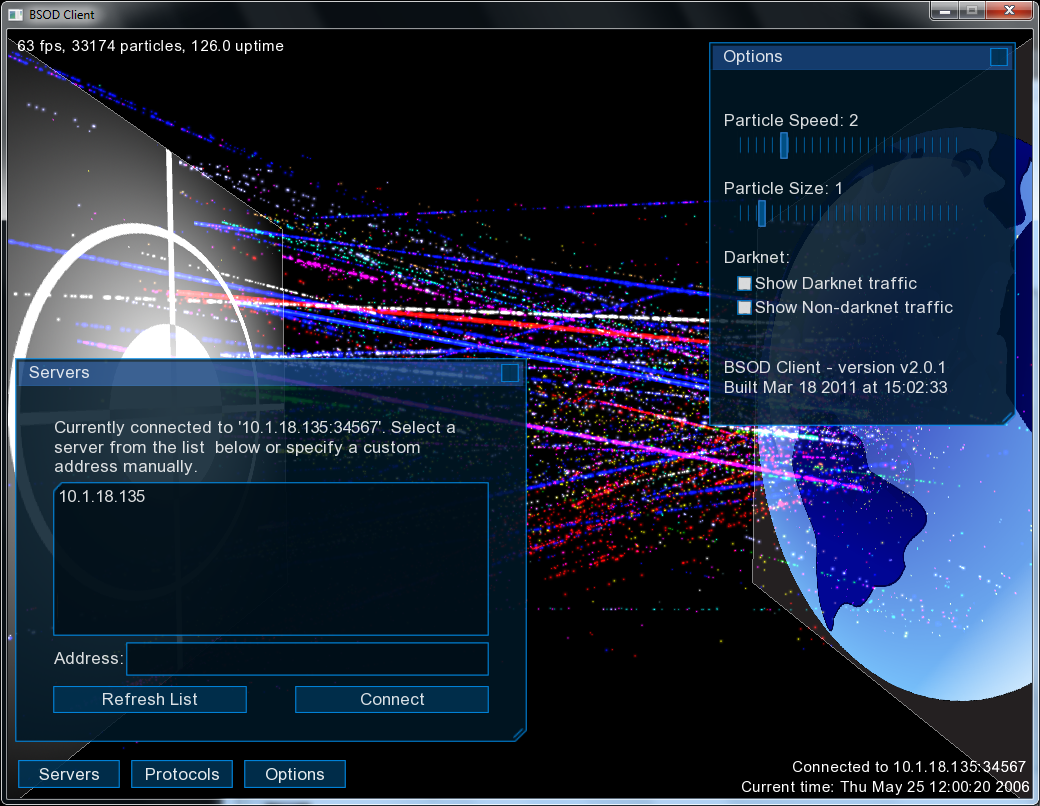 BSOD Client
63 fps, 33174 particles, 126.0 uptime
Options
Particle Speed: 2
Particle Size: 1
Darknet:
Show Darknet traffic
Show Non-darknet traffic
BSOD Client - version v2.0.1
Built Mar 18 2011 at 15:02:33
Servers
Currently connected to '10.1.18.135:34567'. Select a
server from the list  below or specify a custom
address manually.
10.1.18.135
Address:
Refresh List
Connect
Servers
Protocols
Options
Connected to 10.1.18.135:34567
Current time: Thu May 25 12:00:20 2006